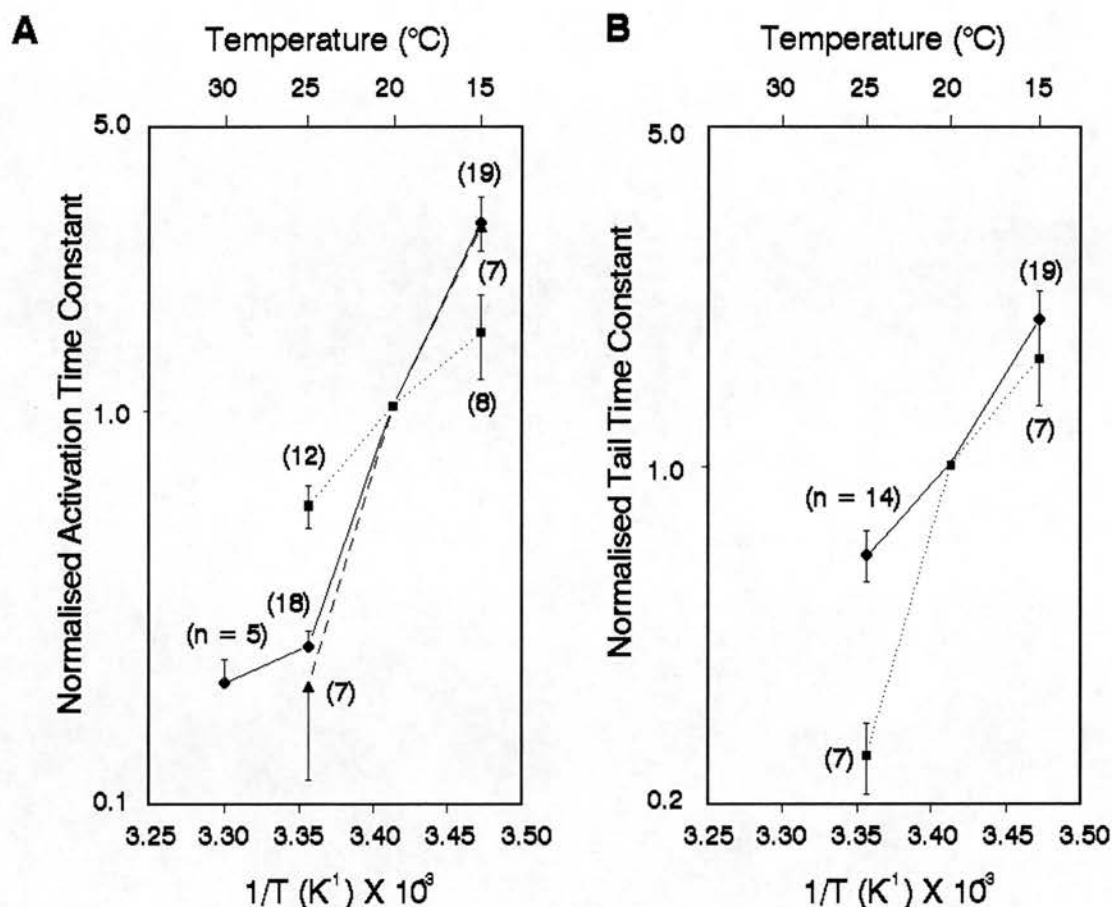 A
Temperature (°C)
30 25 20 15
Normalised Activation Time Constant
5.0
1.0
0.1
(19)
(7)
(8)
(12)
(18)
(n = 5)
(7)
3.25 3.30 3.35 3.40 3.45 3.50
1/T (K⁻¹) X 10³
B
Temperature (°C)
30 25 20 15
Normalised Tail Time Constant
5.0
1.0
0.2
(19)
(7)
(n = 14)
(7)
3.25 3.30 3.35 3.40 3.45 3.50
1/T (K⁻¹) X 10³